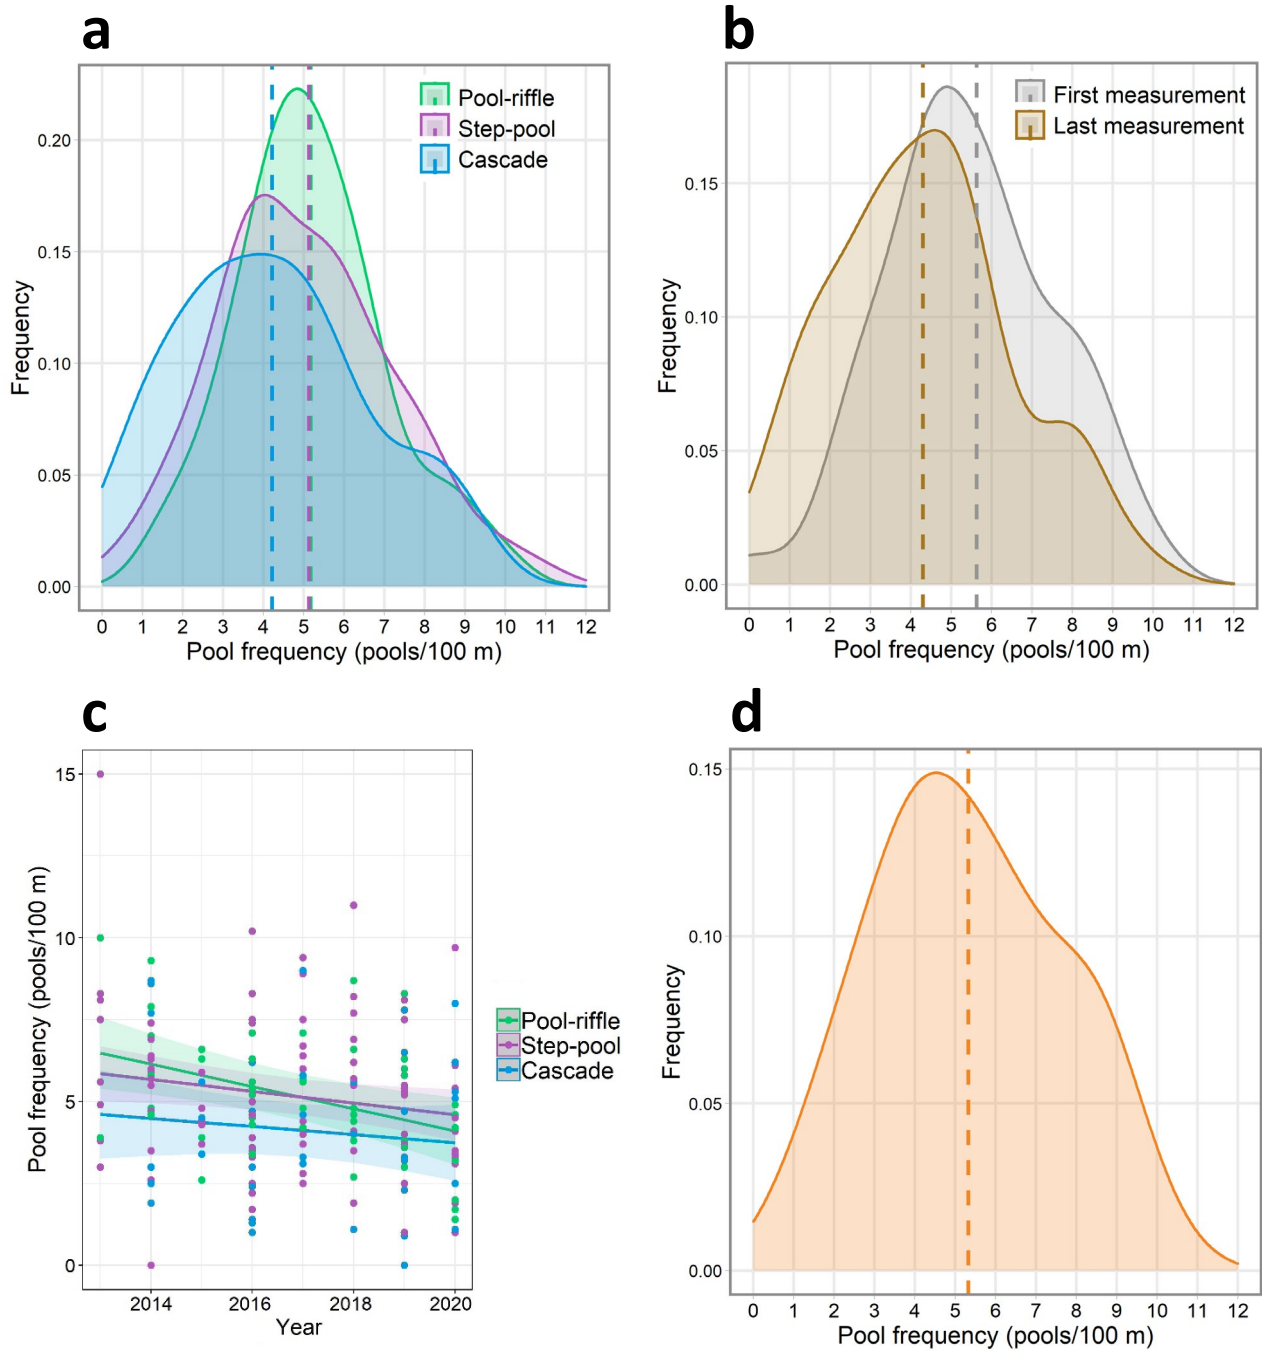 a
Frequency
0.20
0.15
0.10
0.05
0.00
Pool-riffle
Step-pool
Cascade
0 1 2 3 4 5 6 7 8 9 10 11 12
Pool frequency (pools/100 m)
b
Frequency
0.15
0.10
0.05
0.00
First measurement
Last measurement
0 1 2 3 4 5 6 7 8 9 10 11 12
Pool frequency (pools/100 m)
c
Pool frequency (pools/100 m)
15
10
5
0
Pool-riffle
Step-pool
Cascade
2014 2016 2018 2020
Year
d
Frequency
0.15
0.10
0.05
0.00
0 1 2 3 4 5 6 7 8 9 10 11 12
Pool frequency (pools/100 m)